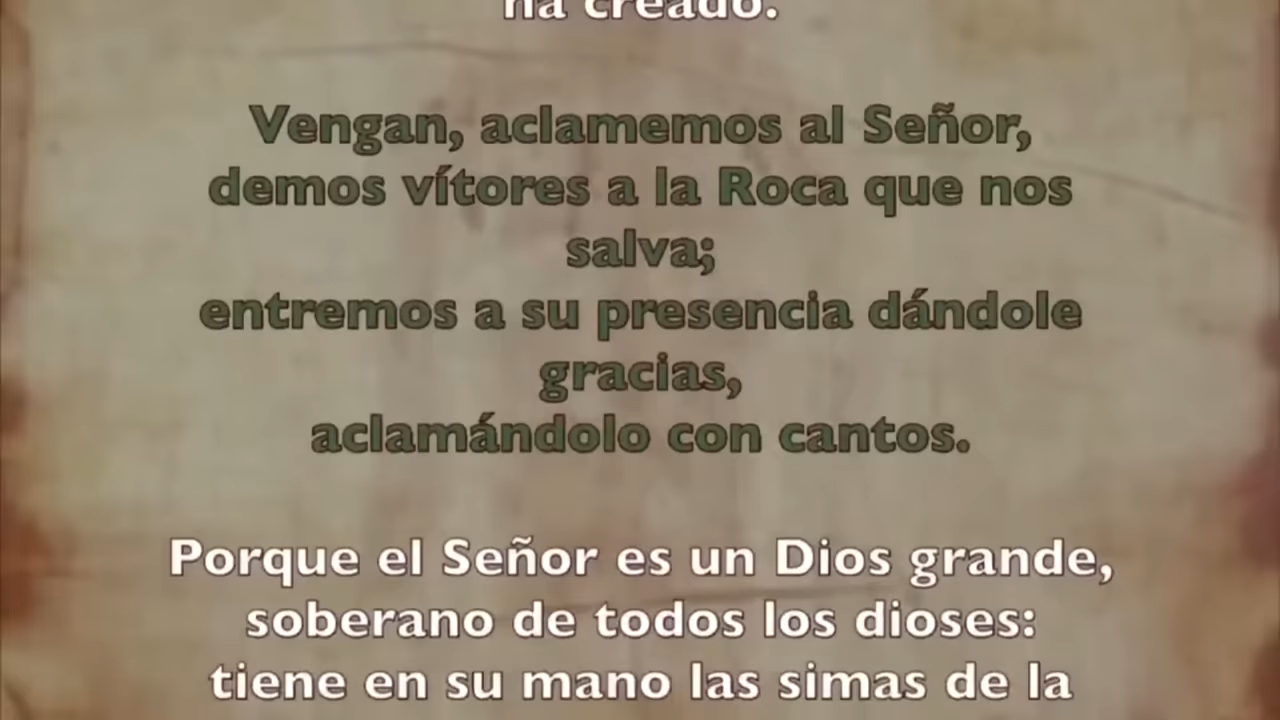 ha creado.
Vengan, aclamemos al Señor,
demos vítores a la Roca que nos
salva;
entremos a su presencia dándole
gracias,
aclamándolo con cantos.
Porque el Señor es un Dios grande,
soberano de todos los dioses:
tiene en su mano las simas de la